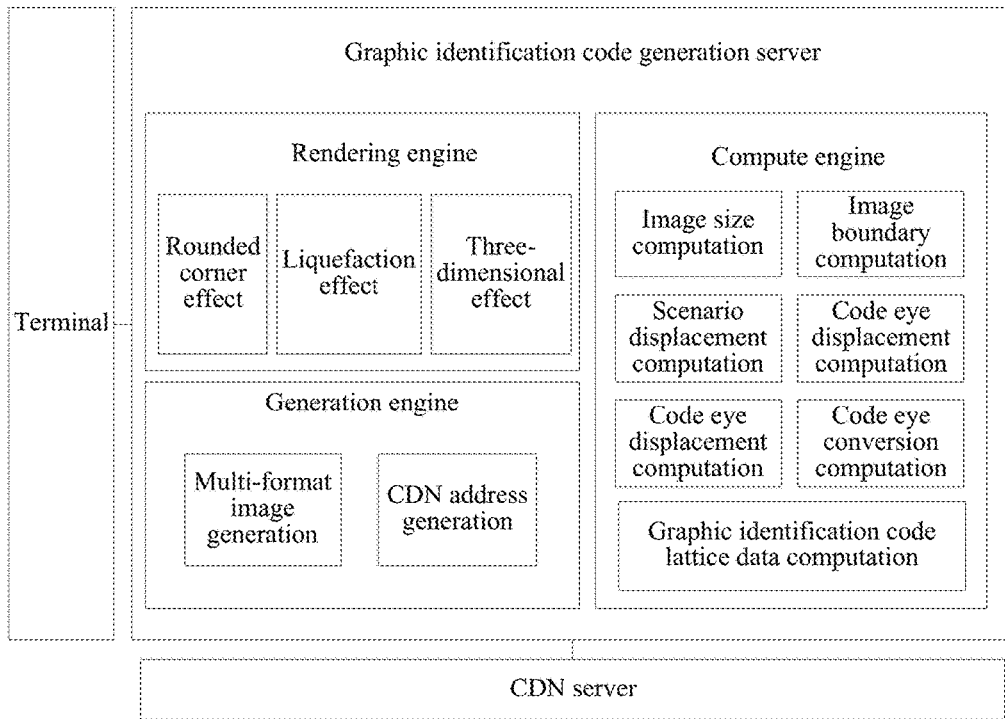 Terminal
Graphic identification code generation server
Rendering engine
Rounded
corner
effect
Liquefaction
effect
Three-
dimensional
effect
Generation engine
Multi-format
image
generation
CDN address
generation
Compute engine
Image size
computation
Image
boundary
computation
Scenario
displacement
computation
Code eye
displacement
computation
Code eye
displacement
computation
Code eye
conversion
computation
Graphic identification code
lattice data computation
CDN server